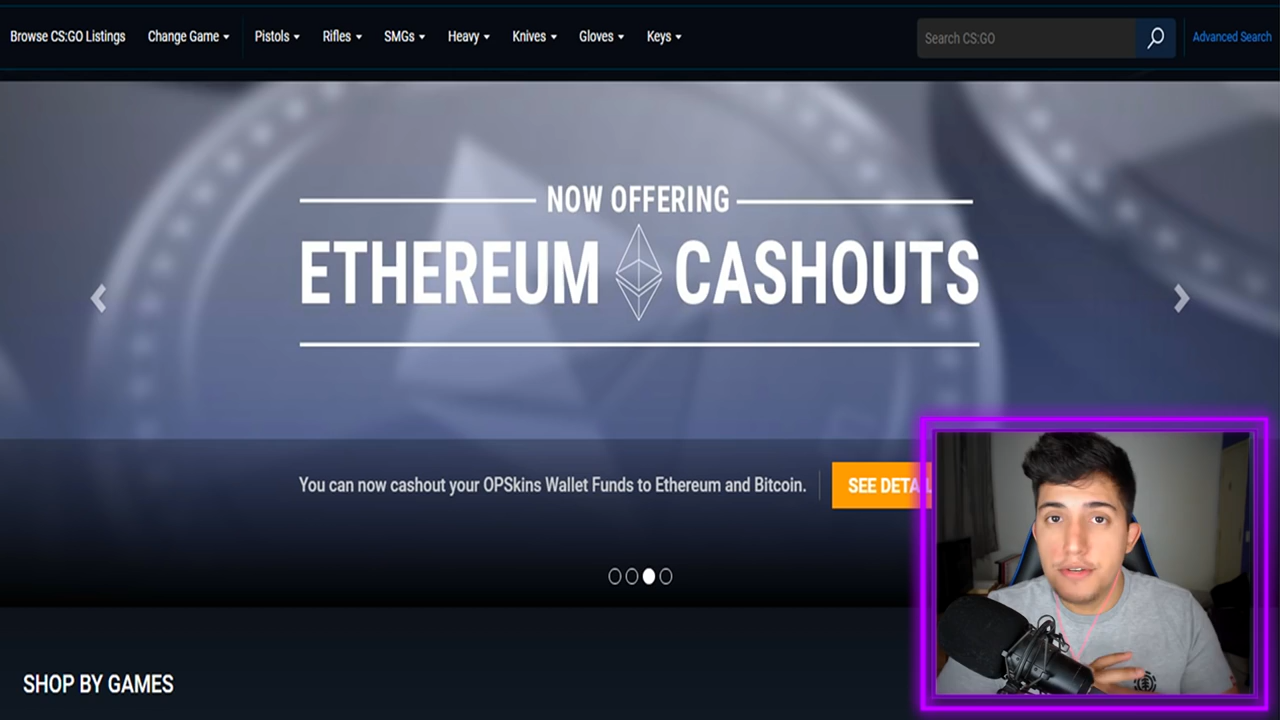 Browse CS:GO Listings Change Game Pistols Rifles SMGs Heavy Knives Gloves Keys Search CS:GO Advanced Search
NOW OFFERING
ETHEREUM CASHOUTS
You can now cashout your OPSkins Wallet Funds to Ethereum and Bitcoin. SEE DETAIL
SHOP BY GAMES